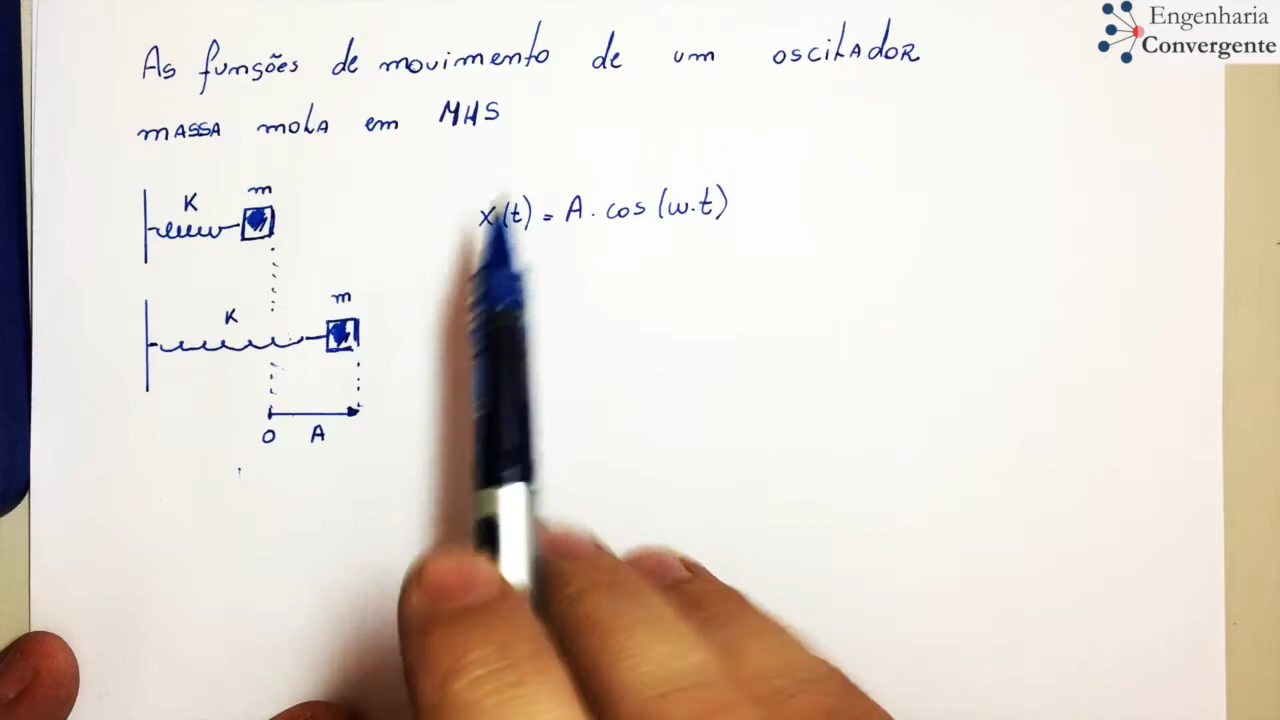 Engenharia
Convergente
As funções de movimento de um oscilador
massa mola em MHS
K
m
x(t) = A. cos (w.t)
K
m
0 A